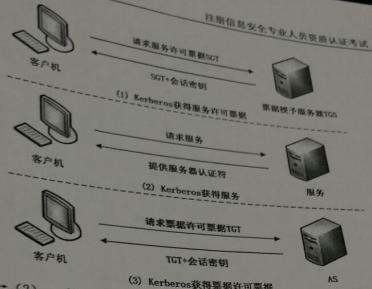 注册信息安全专业人员资质认证考试
请求服务许可票据SGT
SGT+会话密钥
客户机
(1) Kerberos获得服务许可票据
票据授予服务器TGS
请求服务
提供服务器认证符
客户机
(2) Kerberos获得服务
服务
请求票据许可票据TGT
TGT+会话密钥
客户机
(3) Kerberos获得票据许可票据
AS